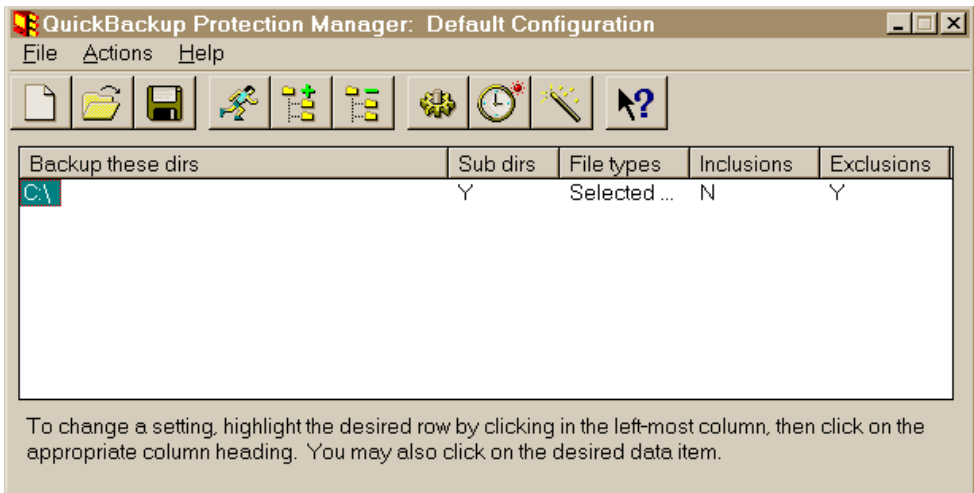 QuickBackup Protection Manager: Default Configuration
File Actions Help
Backup these dirs Sub dirs File types Inclusions Exclusions
C:\ Y Selected ... N Y
To change a setting, highlight the desired row by clicking in the left-most column, then click on the
appropriate column heading. You may also click on the desired data item.